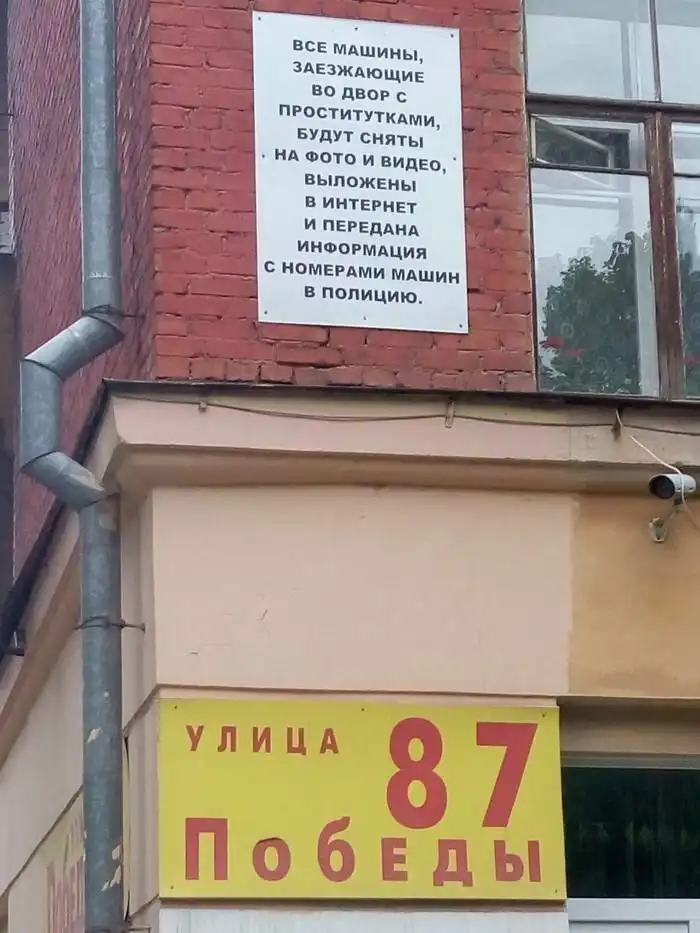 ВСЕ МАШИНЫ,
ЗАЕЗЖАЮЩИЕ
ВО ДВОР С
ПРОСТИТУТКАМИ,
БУДУТ СНЯТЫ
НА ФОТО И ВИДЕО,
ВЫЛОЖЕНЫ
В ИНТЕРНЕТ
И ПЕРЕДАНА
ИНФОРМАЦИЯ
С НОМЕРАМИ МАШИН
В ПОЛИЦИЮ.
УЛИЦА 87
ПОБЕДЫ